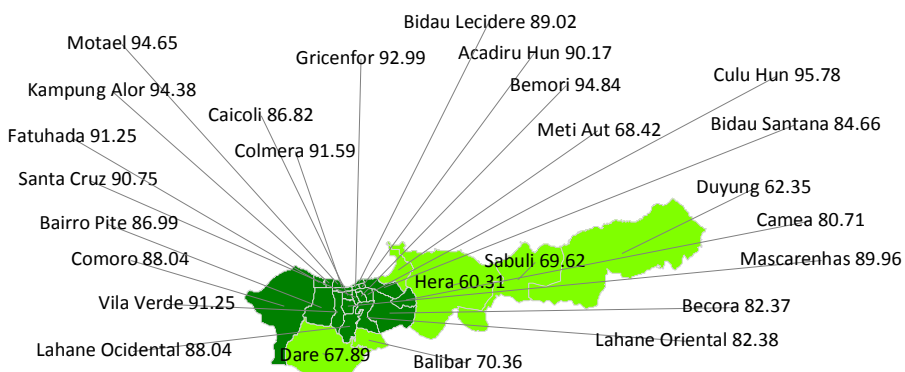 Bidau Lecidere 89.02
Motael 94.65
Gricenfor 92.99
Acadiru Hun 90.17
Culu Hun 95.78
Kampung Alor 94.38
Bemori 94.84
Caicoli 86.82
Meti Aut 68.42
Bidau Santana 84.66
Fatuhada 91.25
Colmera 91.59
Santa Cruz 90.75
Duyung 62.35
Bairro Pite 86.99
Camea 80.71
Comoro 88.04
Sabuli 69.62
Mascarenhas 89.96
Hera 60.31
Vila Verde 91.25
Becora 82.37
Lahane Oriental 82.38
Lahane Ocidental 88.04
Dare 67.89
Balibar 70.36